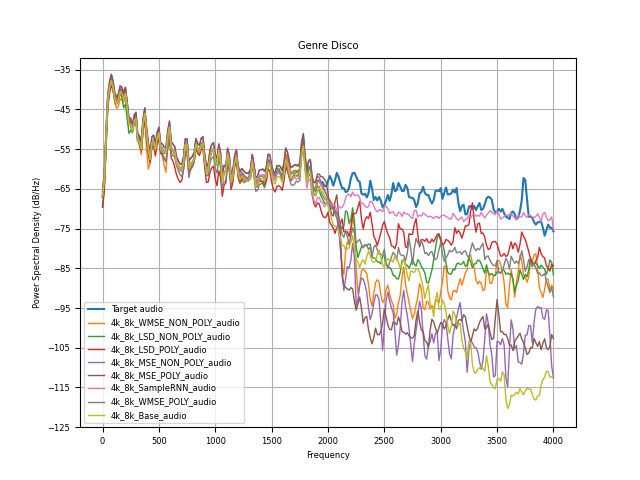 Genre Disco
Power Spectral Density (dB/Hz)
−35
−45
−55
−65
−75
−85
−95
−105
−115
−125
Target audio
4k_8k_WMSE_NON_POLY_audio
4k_8k_LSD_NON_POLY_audio
4k_8k_LSD_POLY_audio
4k_8k_MSE_NON_POLY_audio
4k_8k_MSE_POLY_audio
4k_8k_SampleRNN_audio
4k_8k_WMSE_POLY_audio
4k_8k_Base_audio
0 500 1000 1500 2000 2500 3000 3500 4000
Frequency